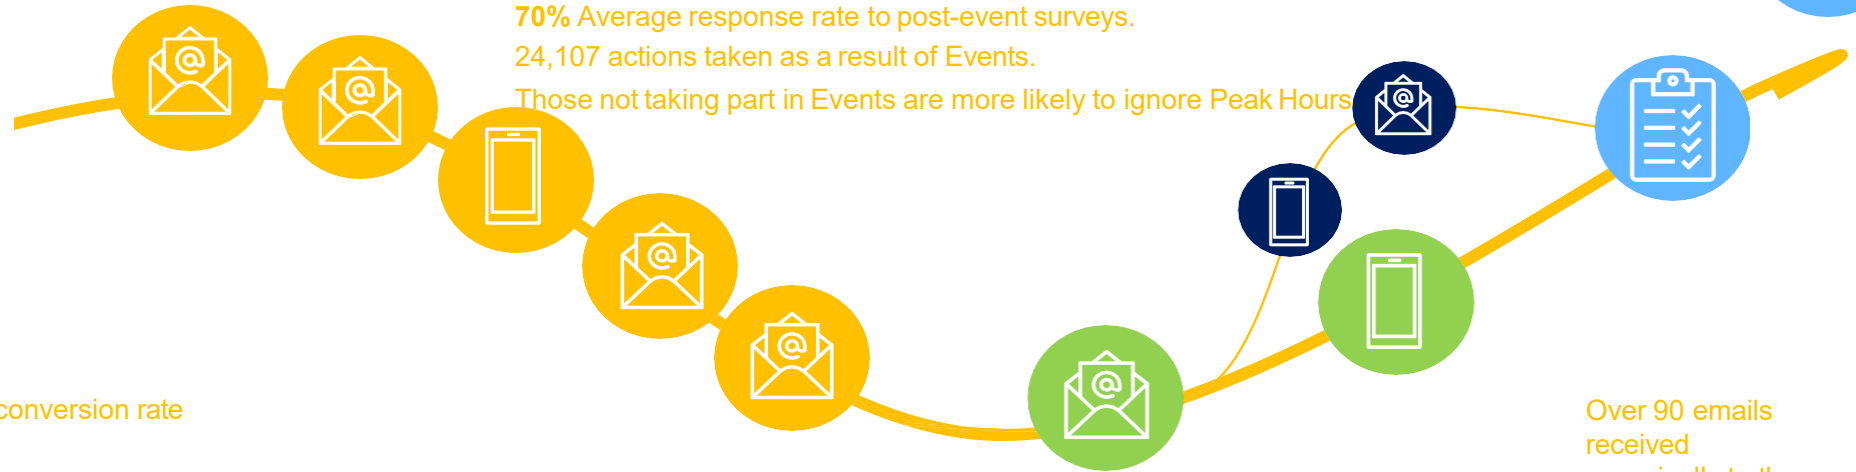 70% Average response rate to post-event surveys.
24,107 actions taken as a result of Events.
Those not taking part in Events are more likely to ignore Peak Hours
conversion rate
Over 90 emails
received